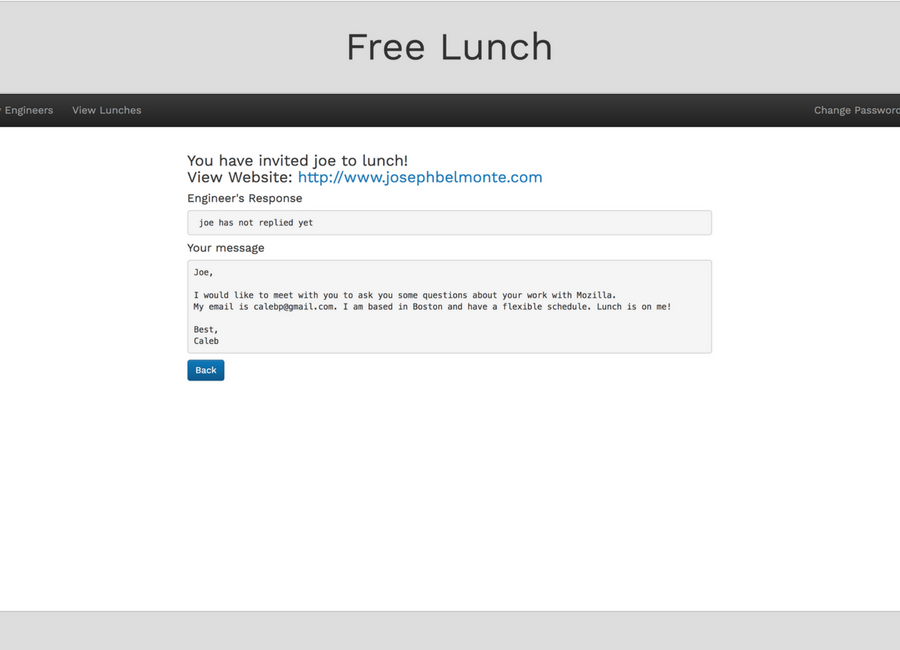 Free Lunch
Engineers View Lunches Change Password
You have invited joe to lunch!
View Website: http://www.josephbelmonte.com
Engineer's Response
joe has not replied yet
Your message
Joe,
I would like to meet with you to ask you some questions about your work with Mozilla.
My email is calebp@gmail.com. I am based in Boston and have a flexible schedule. Lunch is on me!
Best,
Caleb
Back